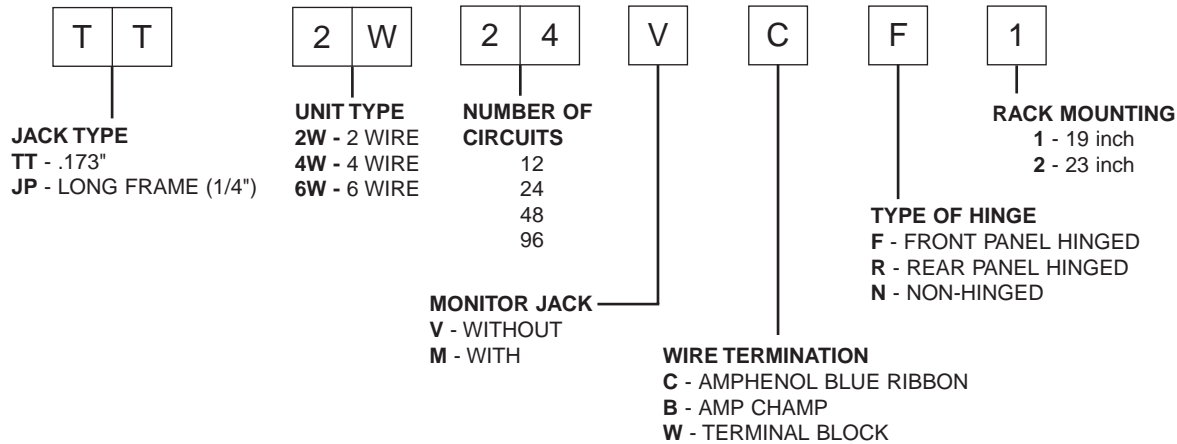 T T 2 W 2 4 V C F 1
JACK TYPE
TT - .173"
JP - LONG FRAME (1/4")
UNIT TYPE
2W - 2 WIRE
4W - 4 WIRE
6W - 6 WIRE
NUMBER OF
CIRCUITS
12
24
48
96
MONITOR JACK
V - WITHOUT
M - WITH
WIRE TERMINATION
C - AMPHENOL BLUE RIBBON
B - AMP CHAMP
W - TERMINAL BLOCK
TYPE OF HINGE
F - FRONT PANEL HINGED
R - REAR PANEL HINGED
N - NON-HINGED
RACK MOUNTING
1 - 19 inch
2 - 23 inch